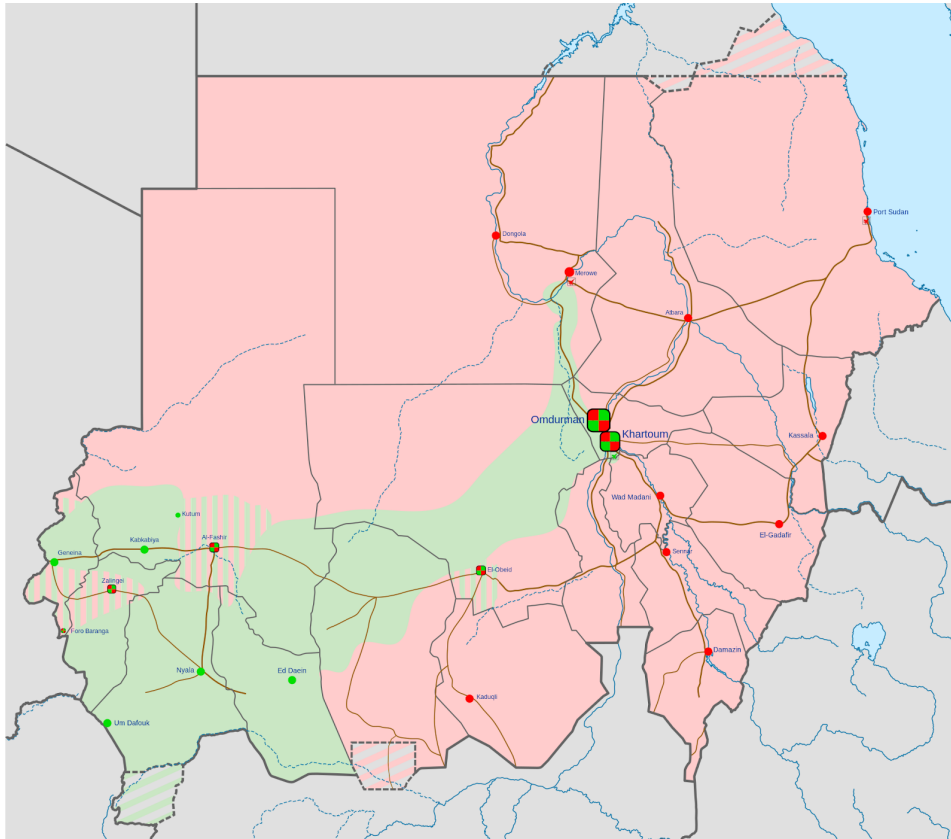 Port Sudan
Dongola
Merowe
Atbara
Omdurman
Khartoum
Kassala
Wad Madani
Kutum
El-Gadafir
Al-Fashir
Kabkabiya
Geneina
Sennar
El-Obeid
Zalingei
Foro Baranga
Damazin
Nyala
Ed Daein
Kaduqli
Um Dafouk